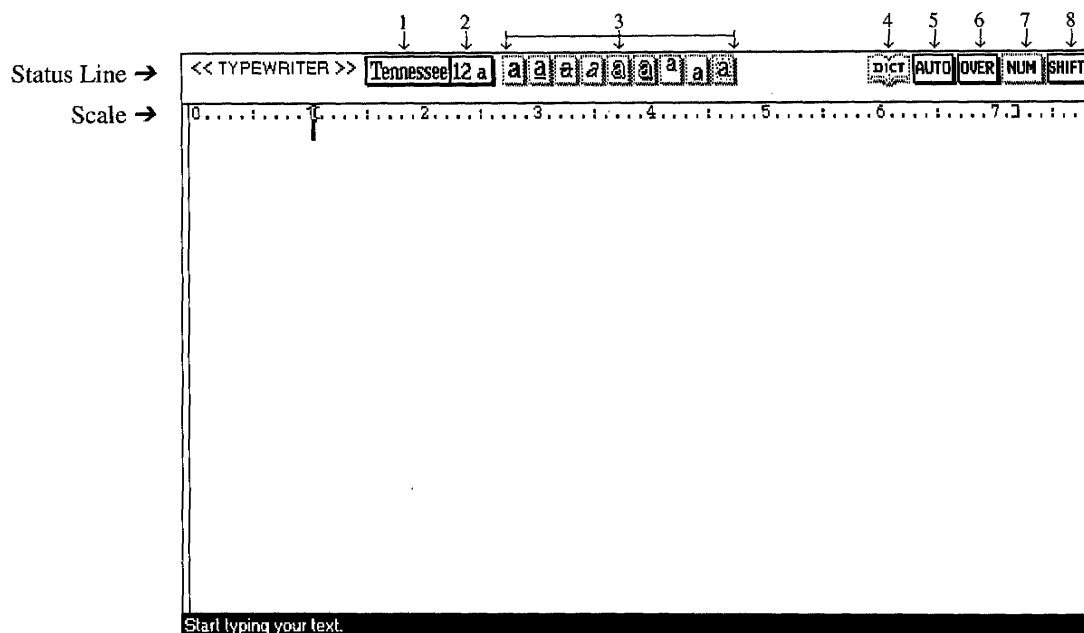 1 2 3 4 5 6 7 8
Status Line → << TYPEWRITER >> Tennessee 12 a a a a a a a a a a DICT AUTO OVER NUM SHIFT
Scale → 0 1 2 3 4 5 6 7
Start typing your text.